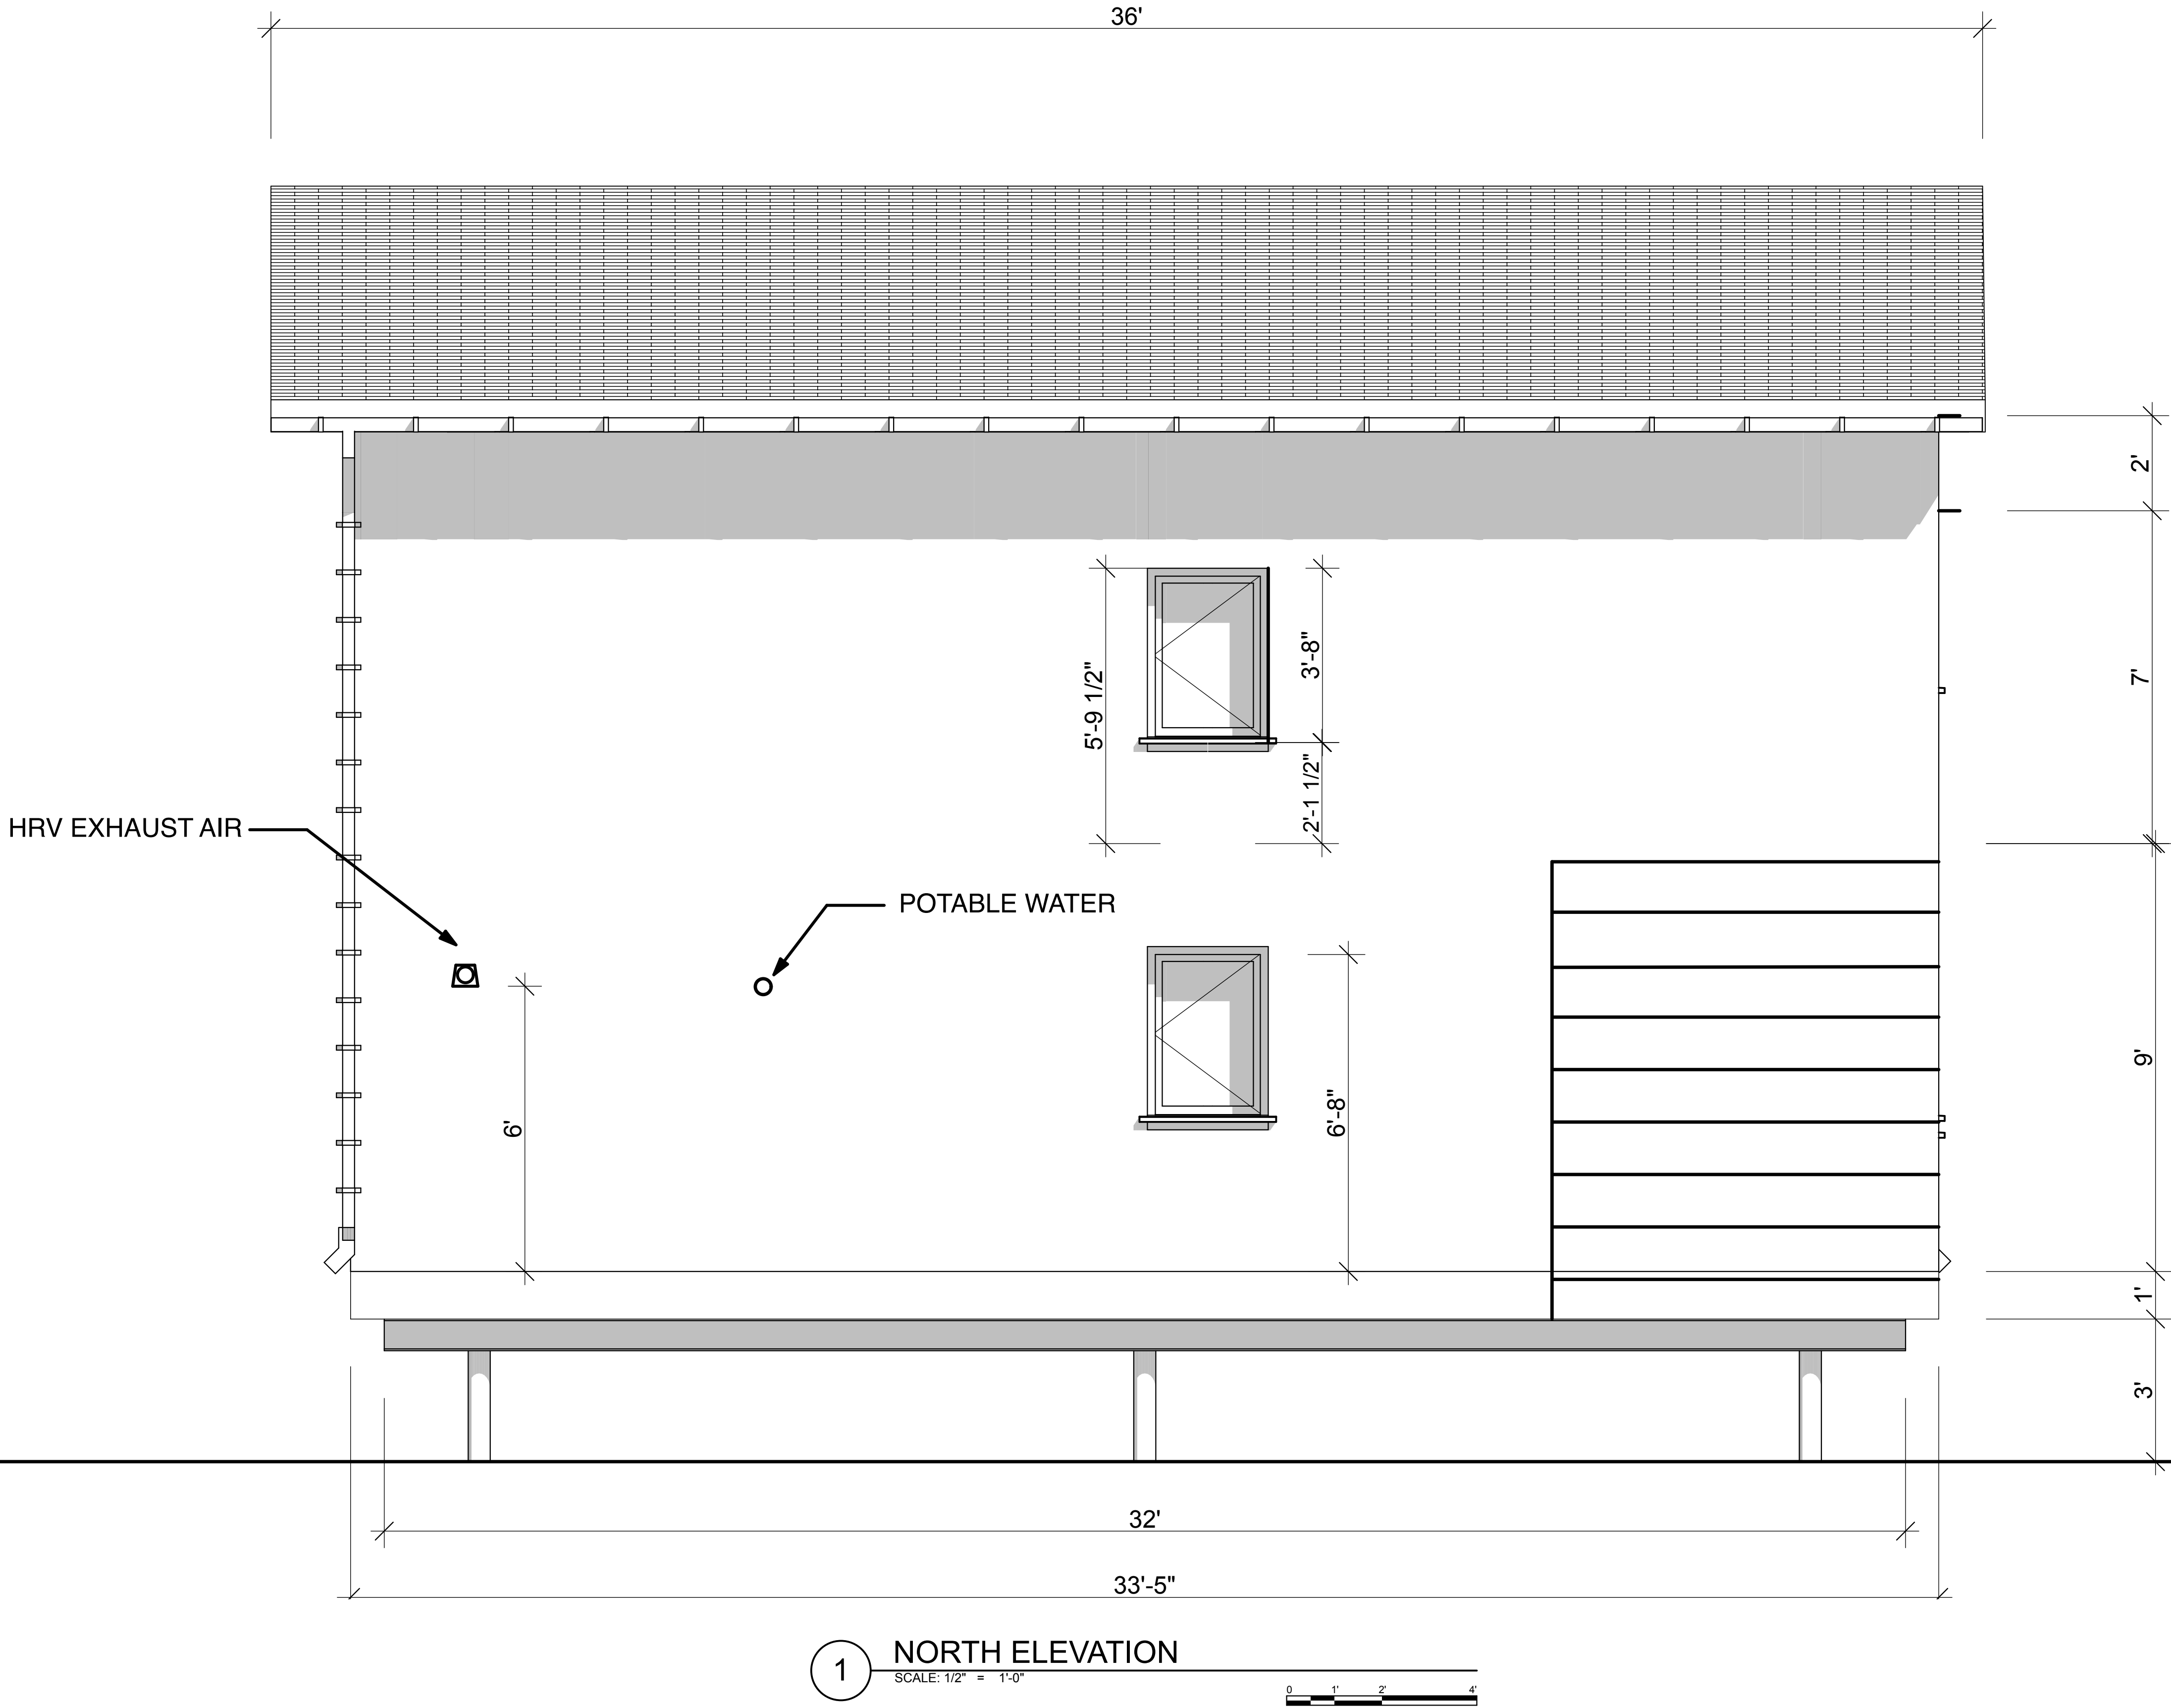 36'
2'
7'
5'-9 1/2"
3'-8"
2'-1 1/2"
HRV EXHAUST AIR
POTABLE WATER
9'
6'
6'-8"
1'
3'
32'
33'-5"
1
NORTH ELEVATION
SCALE: 1/2" = 1'-0"
0 1' 2' 4'